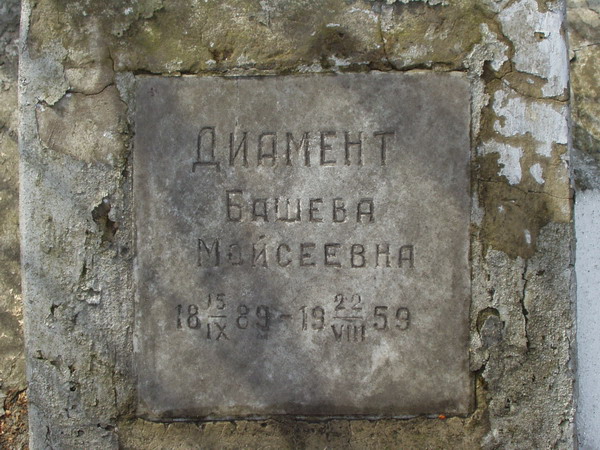 ДИАМЕНТ
БАШЕВА
МОЙСЕЕВНА
18 15/IX 89 - 19 22/VIII 59